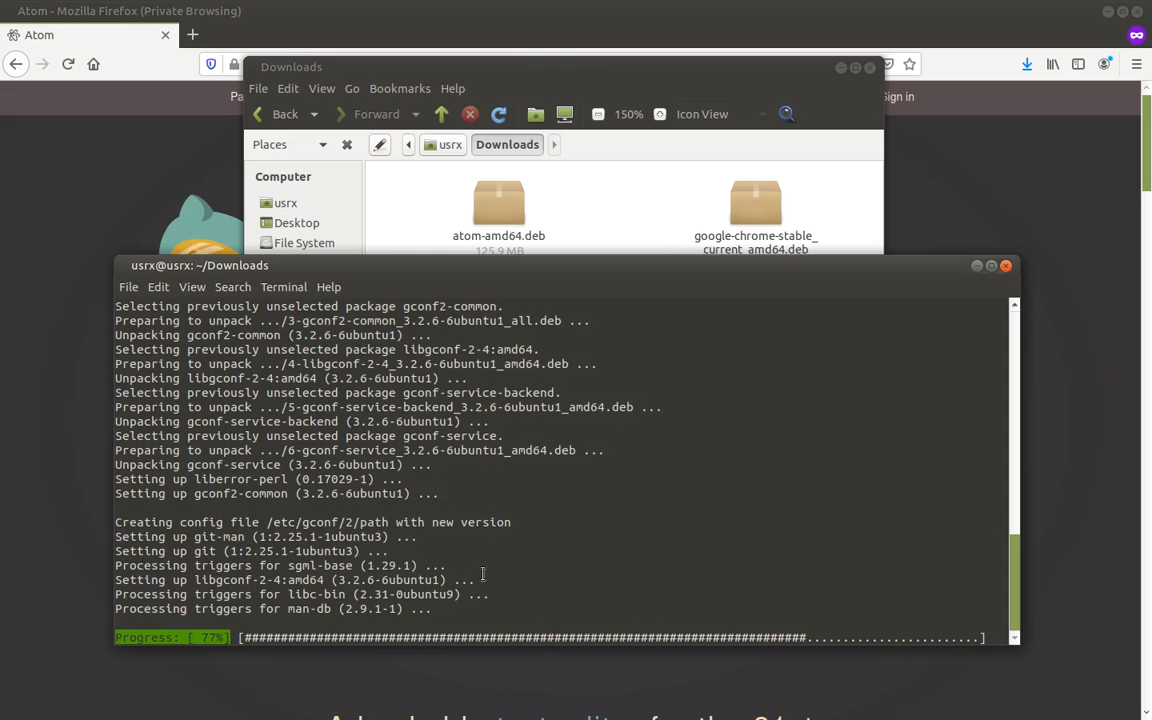 Atom - Mozilla Firefox (Private Browsing)
Atom
Downloads
File Edit View Go Bookmarks Help
Back Forward 150% Icon View
Places usrx Downloads
Sign in
Computer
usrx
Desktop
File System
atom-amd64.deb
125.9 MB
google-chrome-stable_
current_amd64.deb
usrx@usrx: ~/Downloads
File Edit View Search Terminal Help
Selecting previously unselected package gconf2-common.
Preparing to unpack .../3-gconf2-common_3.2.6-6ubuntu1_all.deb ...
Unpacking gconf2-common (3.2.6-6ubuntu1) ...
Selecting previously unselected package libgconf-2-4:amd64.
Preparing to unpack .../4-libgconf-2-4_3.2.6-6ubuntu1_amd64.deb ...
Unpacking libgconf-2-4:amd64 (3.2.6-6ubuntu1) ...
Selecting previously unselected package gconf-service-backend.
Preparing to unpack .../5-gconf-service-backend_3.2.6-6ubuntu1_amd64.deb ...
Unpacking gconf-service-backend (3.2.6-6ubuntu1) ...
Selecting previously unselected package gconf-service.
Preparing to unpack .../6-gconf-service_3.2.6-6ubuntu1_amd64.deb ...
Unpacking gconf-service (3.2.6-6ubuntu1) ...
Setting up liberror-perl (0.17029-1) ...
Setting up gconf2-common (3.2.6-6ubuntu1) ...
Creating config file /etc/gconf/2/path with new version
Setting up git-man (1:2.25.1-1ubuntu3) ...
Setting up git (1:2.25.1-1ubuntu3) ...
Processing triggers for sgml-base (1.29.1) ...
Setting up libgconf-2-4:amd64 (3.2.6-6ubuntu1) ...
Processing triggers for libc-bin (2.31-0ubuntu9) ...
Processing triggers for man-db (2.9.1-1) ...
Progress: [ 77%] [##############################################################################........................]